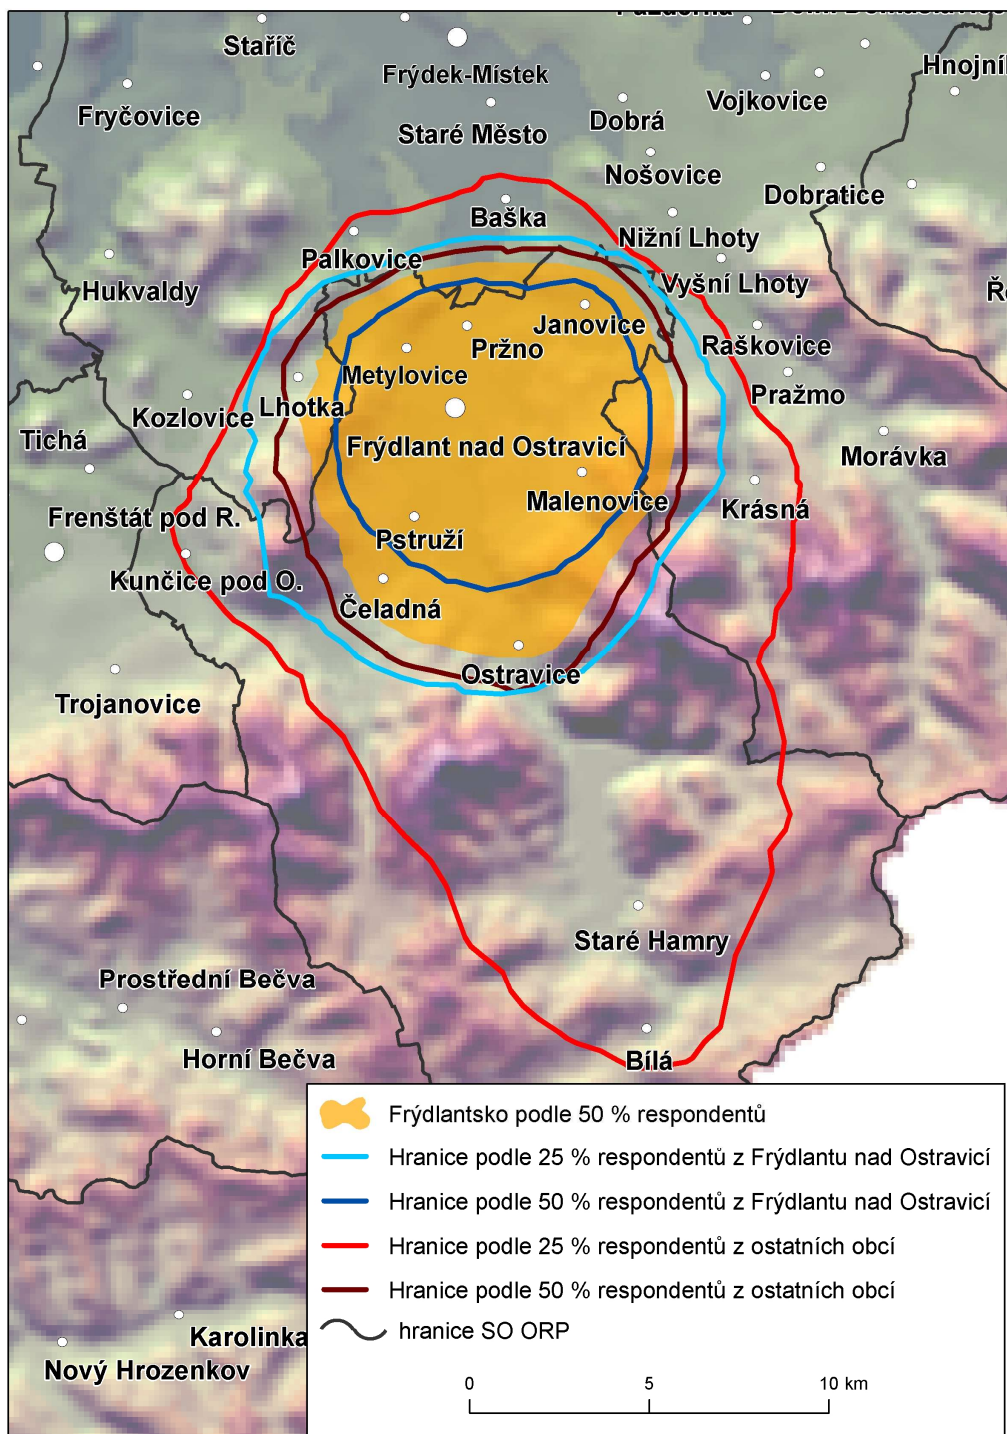 Staříč
Frýdek-Místek
Hnojní
Vojkovice
Fryčovice
Dobrá
Staré Město
Nošovice
Dobratice
Baška
Nižní Lhoty
Palkovice
Vyšní Lhoty
Hukvaldy
Janovice
Pržno
Raškovice
Metylovice
Pražmo
Lhotka
Kozlovice
Tichá
Frýdlant nad Ostravicí
Morávka
Malenovice
Krásná
Frenštát pod R.
Pstruží
Kunčice pod O.
Čeladná
Ostravice
Trojanovice
Staré Hamry
Prostřední Bečva
Horní Bečva
Bílá
Frýdlantsko podle 50 % respondentů
Hranice podle 25 % respondentů z Frýdlantu nad Ostravicí
Hranice podle 50 % respondentů z Frýdlantu nad Ostravicí
Hranice podle 25 % respondentů z ostatních obcí
Hranice podle 50 % respondentů z ostatních obcí
hranice SO ORP
Karolinka
Nový Hrozenkov
0 5 10 km